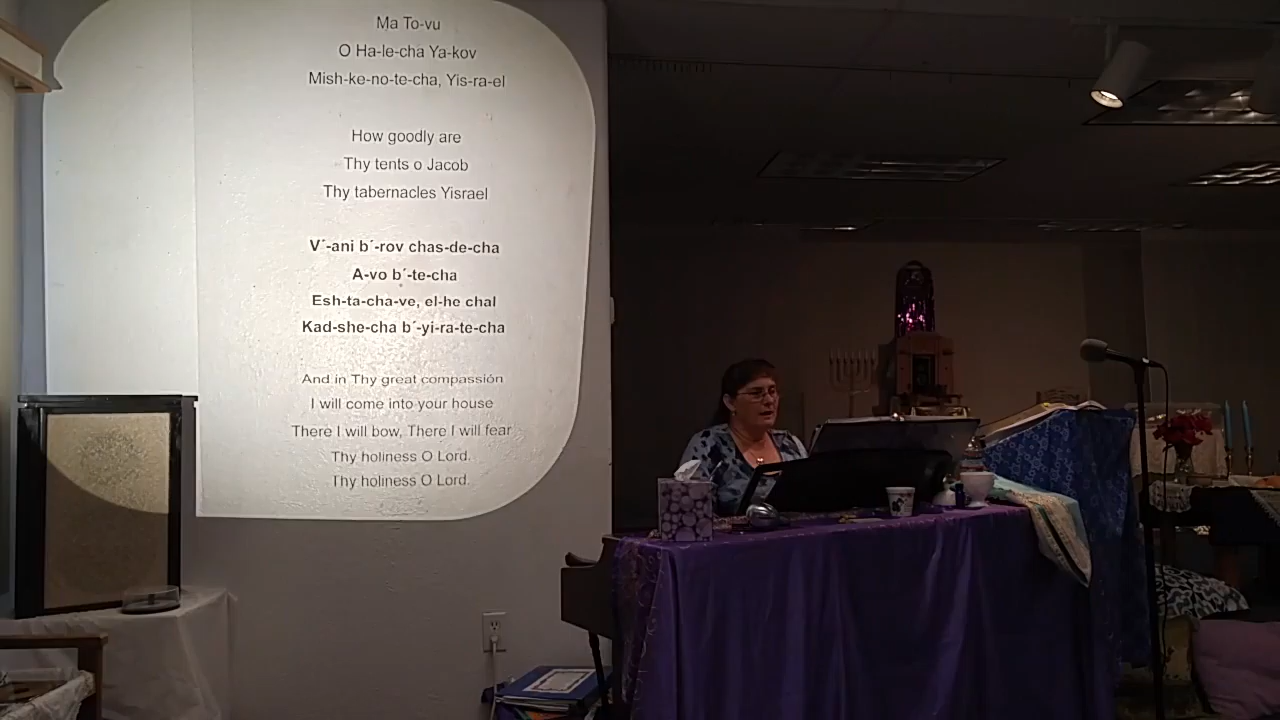 Ma To-vu
O Ha-le-cha Ya-kov
Mish-ke-no-te-cha, Yis-ra-el
How goodly are
Thy tents o Jacob
Thy tabernacles Yisrael
V´-ani b´-rov chas-de-cha
A-vo b´-te-cha
Esh-ta-cha-ve, el-he chal
Kad-she-cha b´-yi-ra-te-cha
And in Thy great compassion
I will come into your house
There I will bow, There I will fear
Thy holiness O Lord.
Thy holiness O Lord.